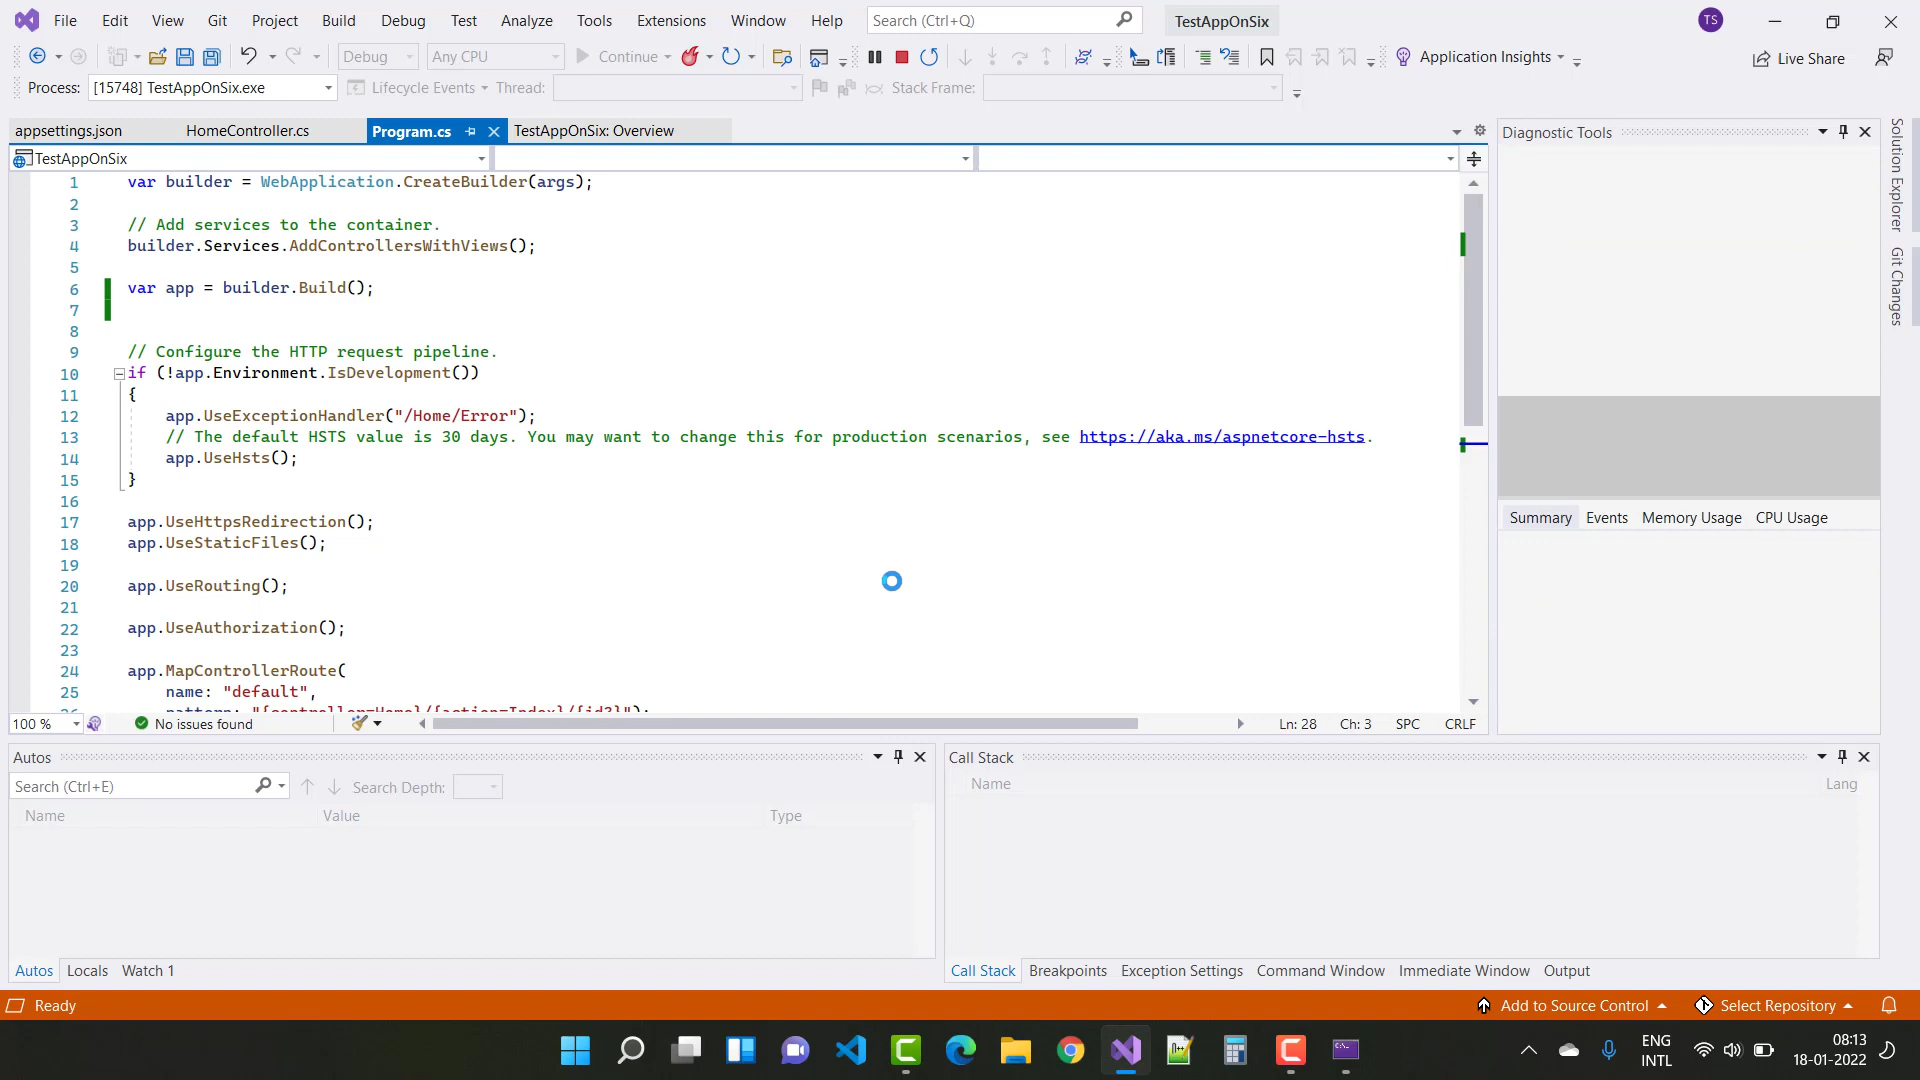 File Edit View Git Project Build Debug Test Analyze Tools Extensions Window Help Search (Ctrl+Q) TestAppOnSix TS
Debug Any CPU Continue Application Insights Live Share
Process: [15748] TestAppOnSix.exe Lifecycle Events Thread: Stack Frame:
appsettings.json HomeController.cs Program.cs TestAppOnSix: Overview
TestAppOnSix
1 var builder = WebApplication.CreateBuilder(args);
2
3 // Add services to the container.
4 builder.Services.AddControllersWithViews();
5
6 var app = builder.Build();
7
8
9 // Configure the HTTP request pipeline.
10 if (!app.Environment.IsDevelopment())
11 {
12 app.UseExceptionHandler("/Home/Error");
13 // The default HSTS value is 30 days. You may want to change this for production scenarios, see https://aka.ms/aspnetcore-hsts.
14 app.UseHsts();
15 }
16
17 app.UseHttpsRedirection();
18 app.UseStaticFiles();
19
20 app.UseRouting();
21
22 app.UseAuthorization();
23
24 app.MapControllerRoute(
25 name: "default",
26 pattern: "{controller=Home}/{action=Index}/{id?}");
100 % No issues found Ln: 28 Ch: 3 SPC CRLF
Diagnostic Tools
Summary Events Memory Usage CPU Usage
Solution Explorer
Git Changes
Autos
Search (Ctrl+E) Search Depth:
Name Value Type
Autos Locals Watch 1
Call Stack
Name Lang
Call Stack Breakpoints Exception Settings Command Window Immediate Window Output
Ready Add to Source Control Select Repository
ENG
INTL
08:13
18-01-2022